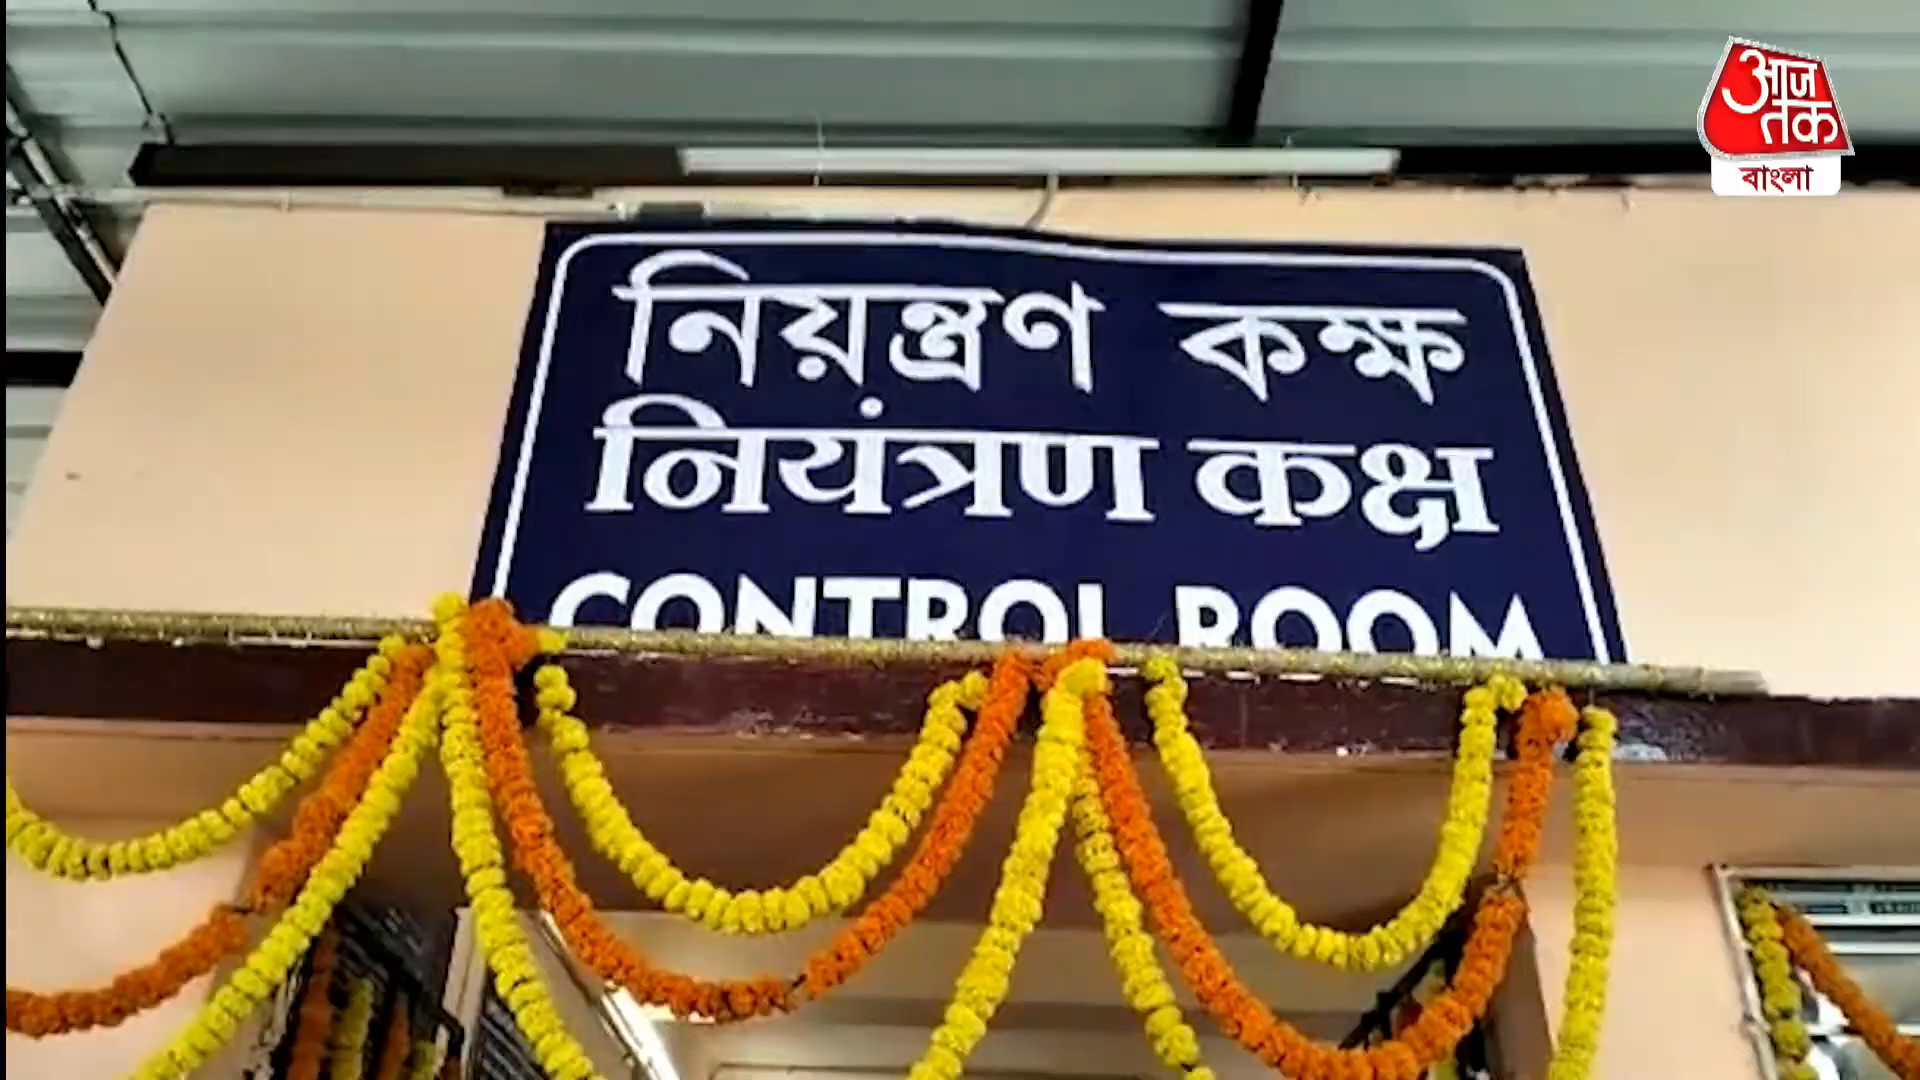 आज
तक
বাংলা
নিয়ন্ত্রণ কক্ষ
नियंत्रण कक्ष
CONTROL ROOM